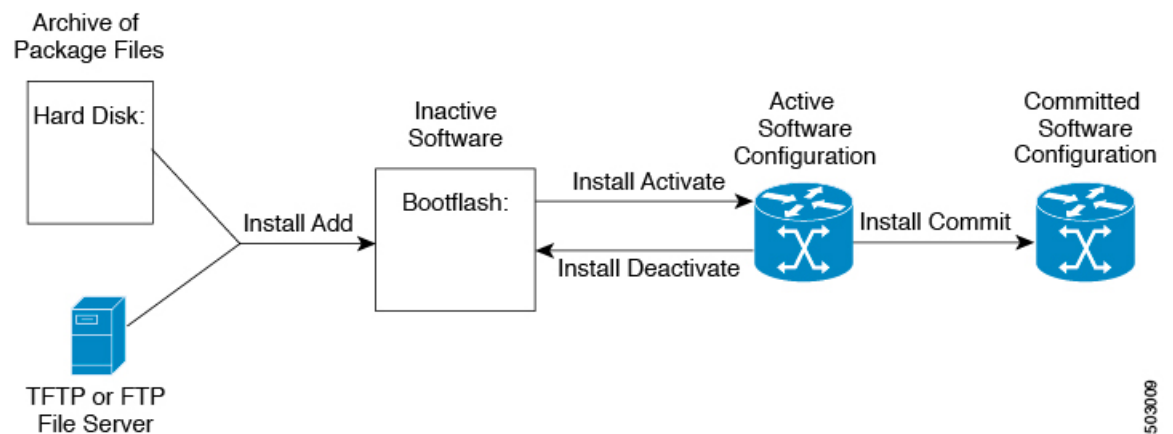 Archive of
Package Files
Hard Disk:
Inactive
Software
Active
Software
Configuration
Committed
Software
Configuration
Bootflash:
Install Activate
Install Add
Install Commit
Install Deactivate
TFTP or FTP
File Server
503009